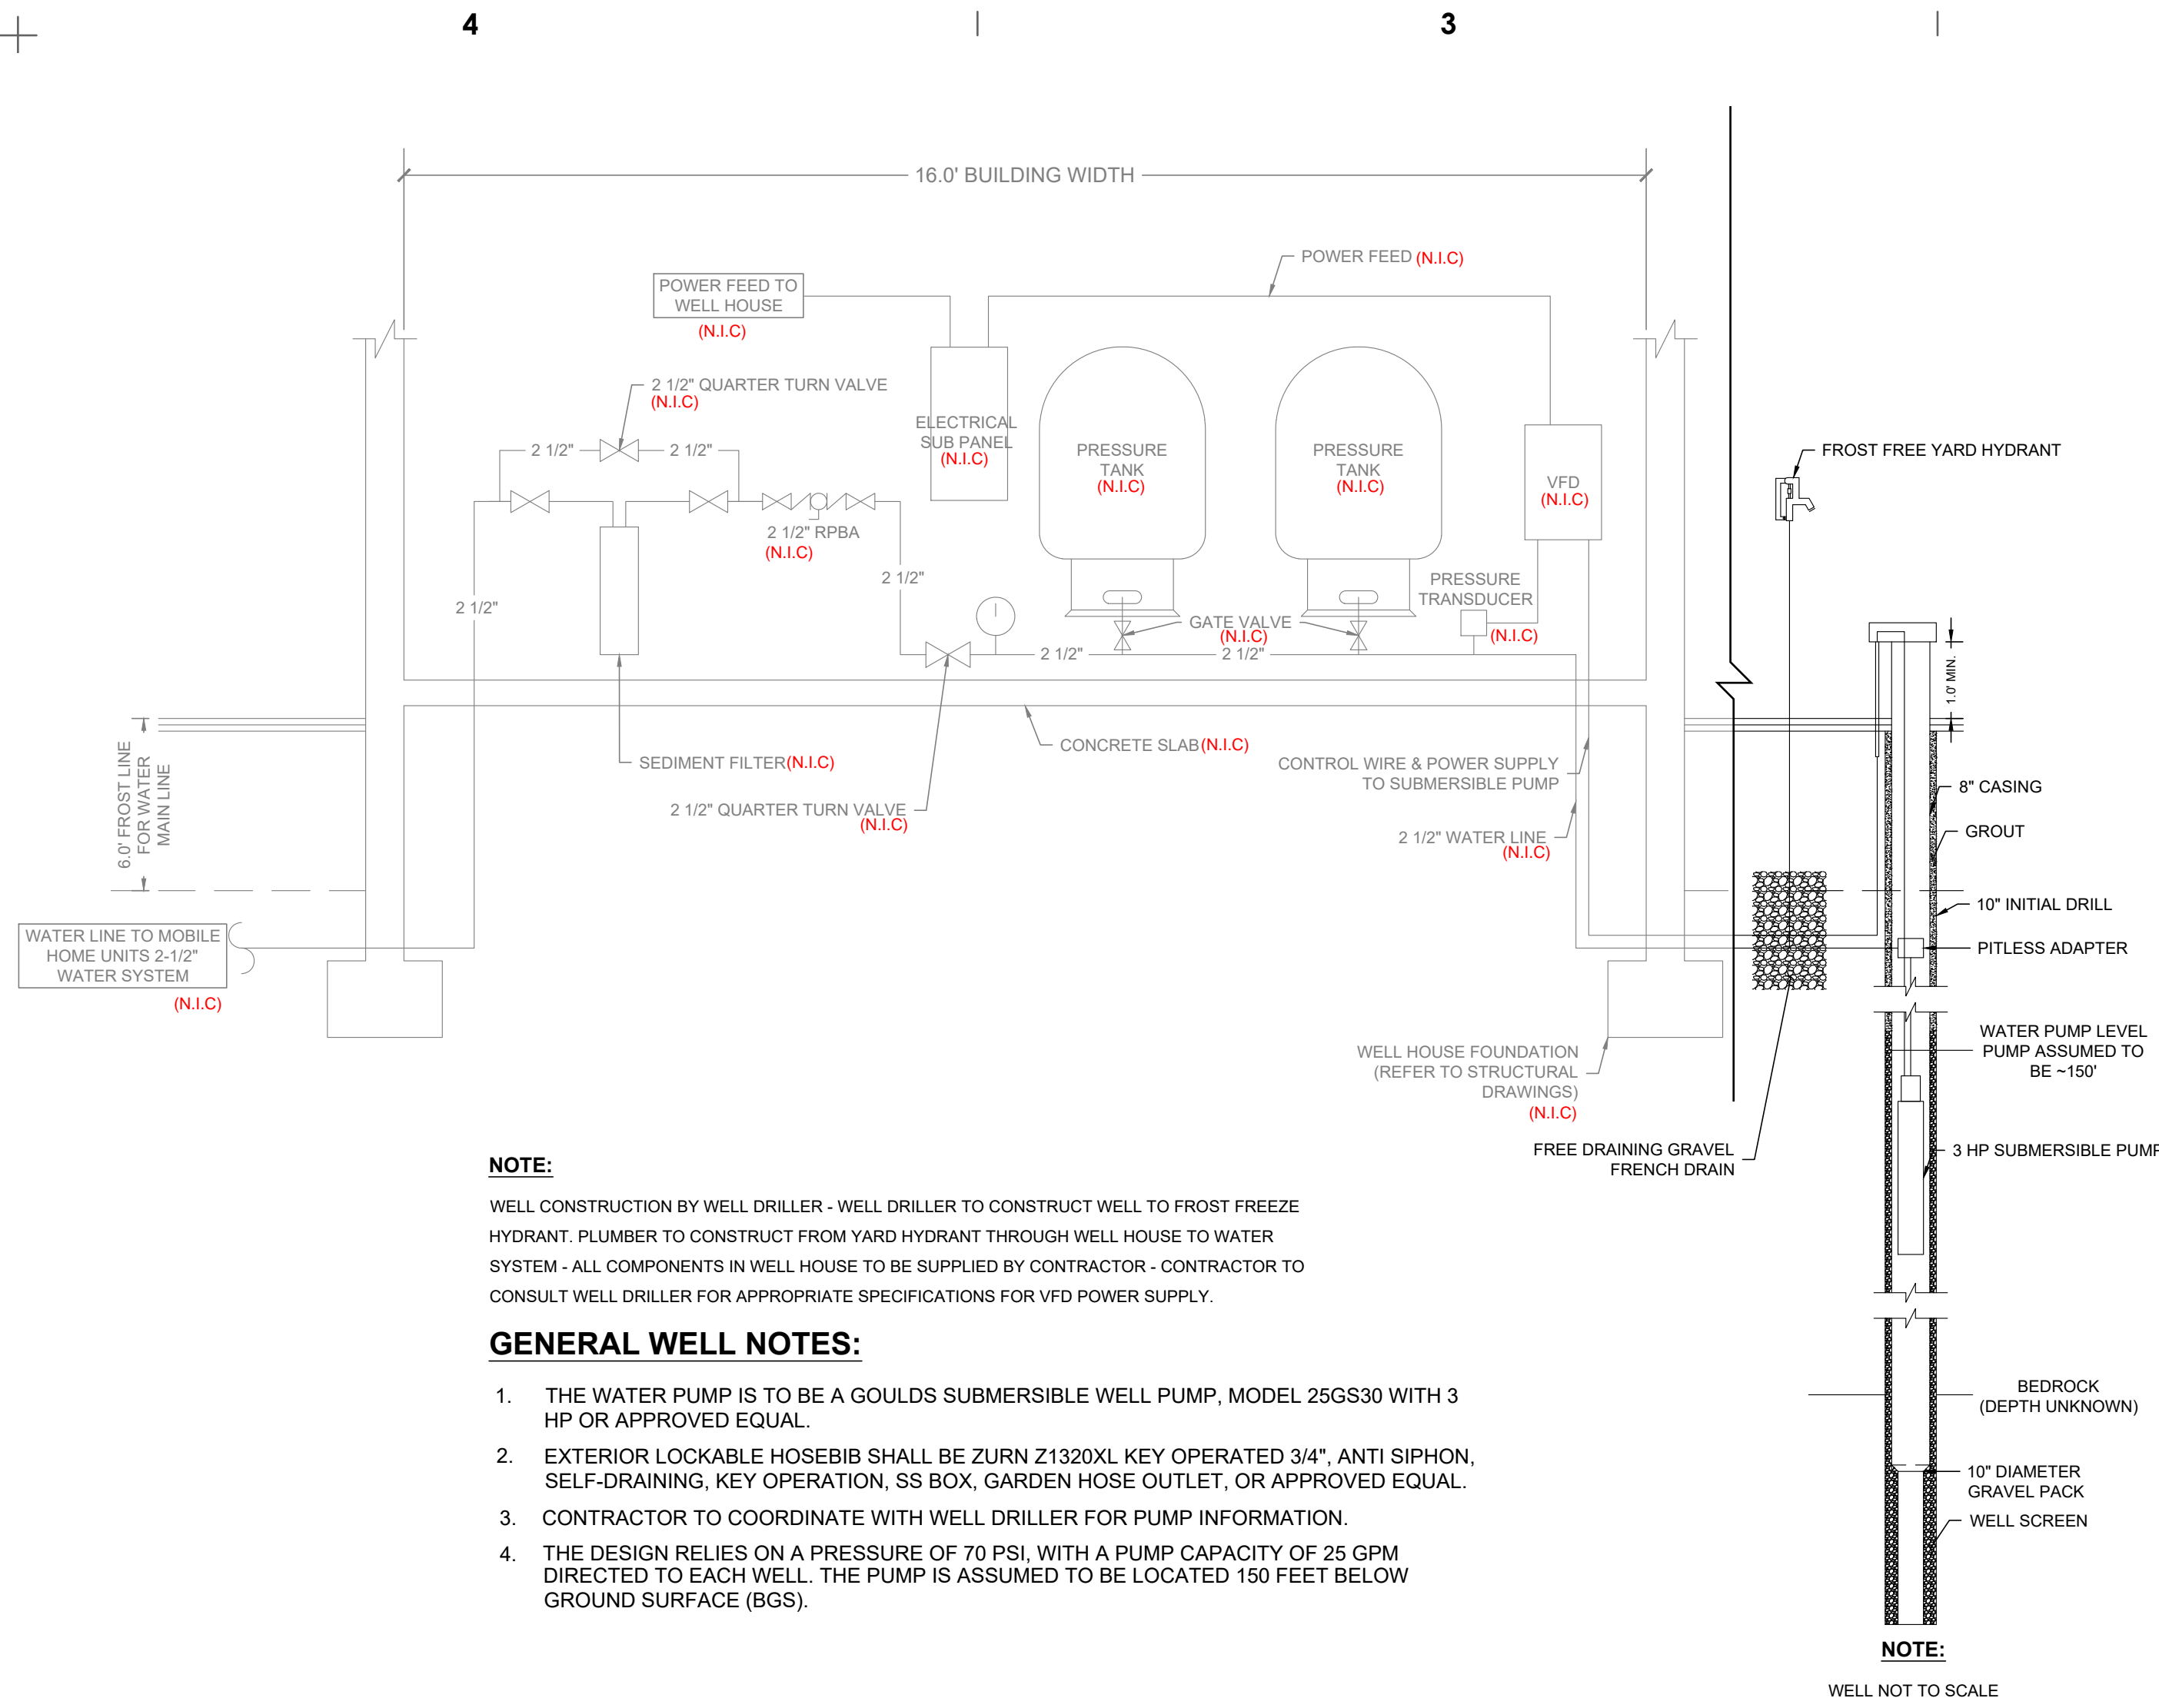 4
3
16.0' BUILDING WIDTH
POWER FEED (N.I.C)
POWER FEED TO
WELL HOUSE
(N.I.C)
2 1/2" QUARTER TURN VALVE
(N.I.C)
ELECTRICAL
SUB PANEL
(N.I.C)
PRESSURE
TANK
(N.I.C)
PRESSURE
TANK
(N.I.C)
VFD
(N.I.C)
FROST FREE YARD HYDRANT
2 1/2"
2 1/2"
2 1/2" RPBA
(N.I.C)
2 1/2"
2 1/2"
PRESSURE
TRANSDUCER
(N.I.C)
GATE VALVE
(N.I.C)
2 1/2"
2 1/2"
1.0' MIN.
6.0' FROST LINE
FOR WATER
MAIN LINE
SEDIMENT FILTER(N.I.C)
CONCRETE SLAB(N.I.C)
CONTROL WIRE & POWER SUPPLY
TO SUBMERSIBLE PUMP
2 1/2" QUARTER TURN VALVE
(N.I.C)
2 1/2" WATER LINE
(N.I.C)
8" CASING
GROUT
10" INITIAL DRILL
PITLESS ADAPTER
WATER LINE TO MOBILE
HOME UNITS 2-1/2"
WATER SYSTEM
(N.I.C)
WATER PUMP LEVEL
PUMP ASSUMED TO
BE ~150'
WELL HOUSE FOUNDATION
(REFER TO STRUCTURAL
DRAWINGS)
(N.I.C)
FREE DRAINING GRAVEL
FRENCH DRAIN
3 HP SUBMERSIBLE PUMP
NOTE:
WELL CONSTRUCTION BY WELL DRILLER - WELL DRILLER TO CONSTRUCT WELL TO FROST FREEZE
HYDRANT. PLUMBER TO CONSTRUCT FROM YARD HYDRANT THROUGH WELL HOUSE TO WATER
SYSTEM - ALL COMPONENTS IN WELL HOUSE TO BE SUPPLIED BY CONTRACTOR - CONTRACTOR TO
CONSULT WELL DRILLER FOR APPROPRIATE SPECIFICATIONS FOR VFD POWER SUPPLY.
GENERAL WELL NOTES:
1. THE WATER PUMP IS TO BE A GOULDS SUBMERSIBLE WELL PUMP, MODEL 25GS30 WITH 3
HP OR APPROVED EQUAL.
2. EXTERIOR LOCKABLE HOSEBIB SHALL BE ZURN Z1320XL KEY OPERATED 3/4", ANTI SIPHON,
SELF-DRAINING, KEY OPERATION, SS BOX, GARDEN HOSE OUTLET, OR APPROVED EQUAL.
3. CONTRACTOR TO COORDINATE WITH WELL DRILLER FOR PUMP INFORMATION.
4. THE DESIGN RELIES ON A PRESSURE OF 70 PSI, WITH A PUMP CAPACITY OF 25 GPM
DIRECTED TO EACH WELL. THE PUMP IS ASSUMED TO BE LOCATED 150 FEET BELOW
GROUND SURFACE (BGS).
BEDROCK
(DEPTH UNKNOWN)
10" DIAMETER
GRAVEL PACK
WELL SCREEN
NOTE:
WELL NOT TO SCALE